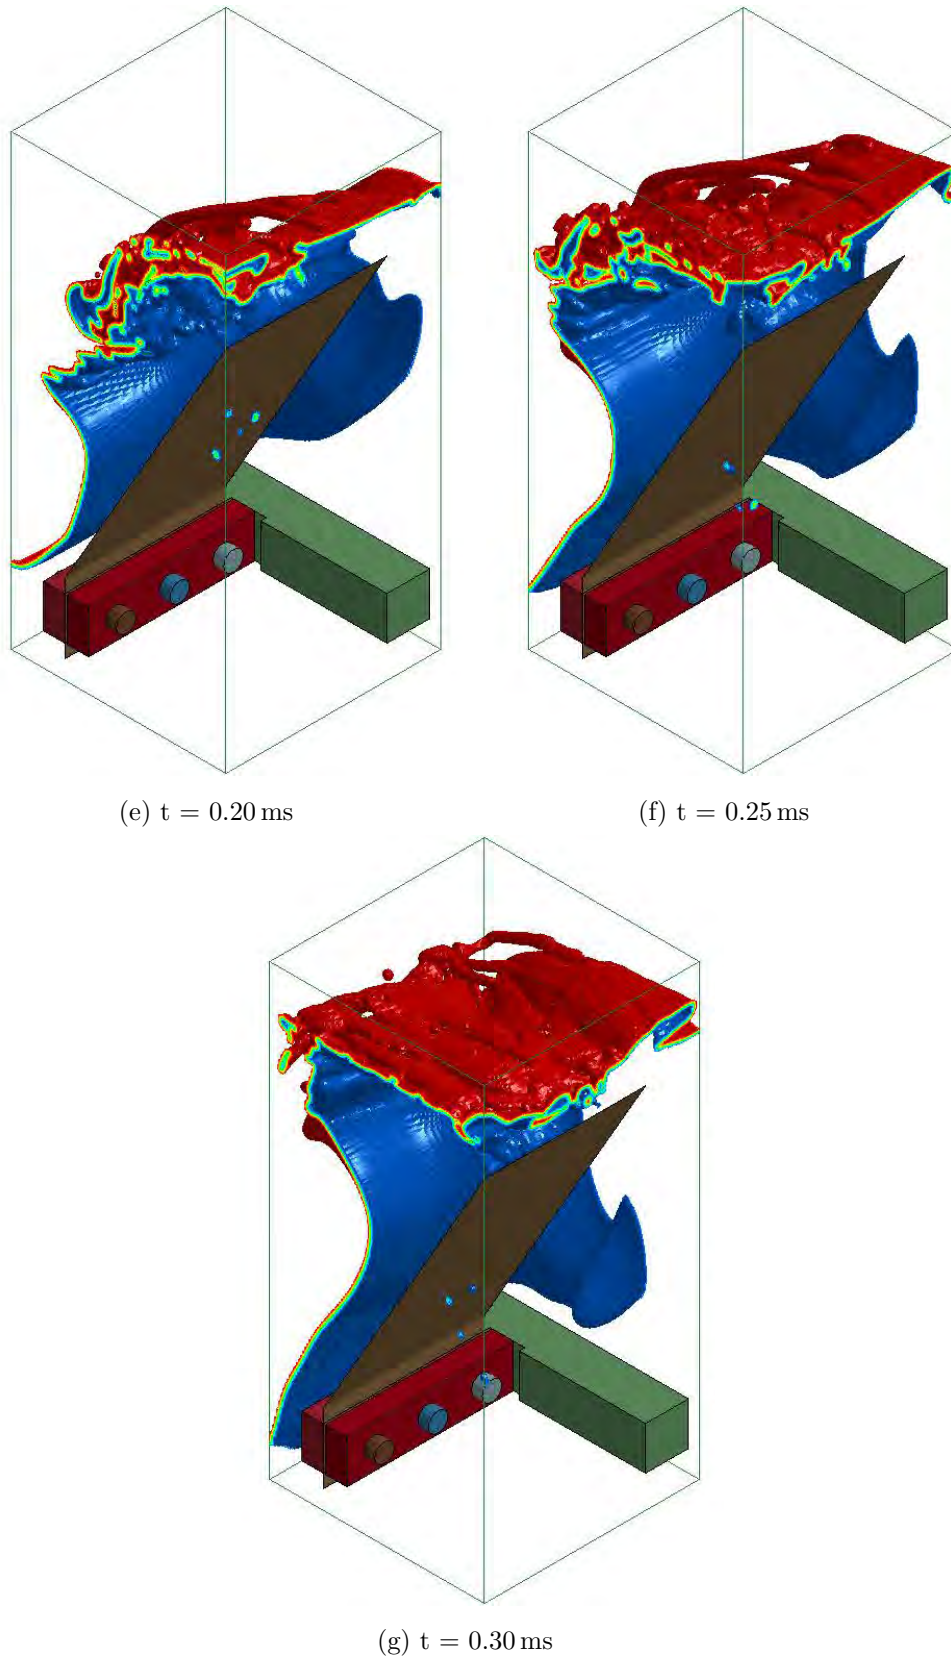 (e) t = 0.20 ms
(f) t = 0.25 ms
(g) t = 0.30 ms